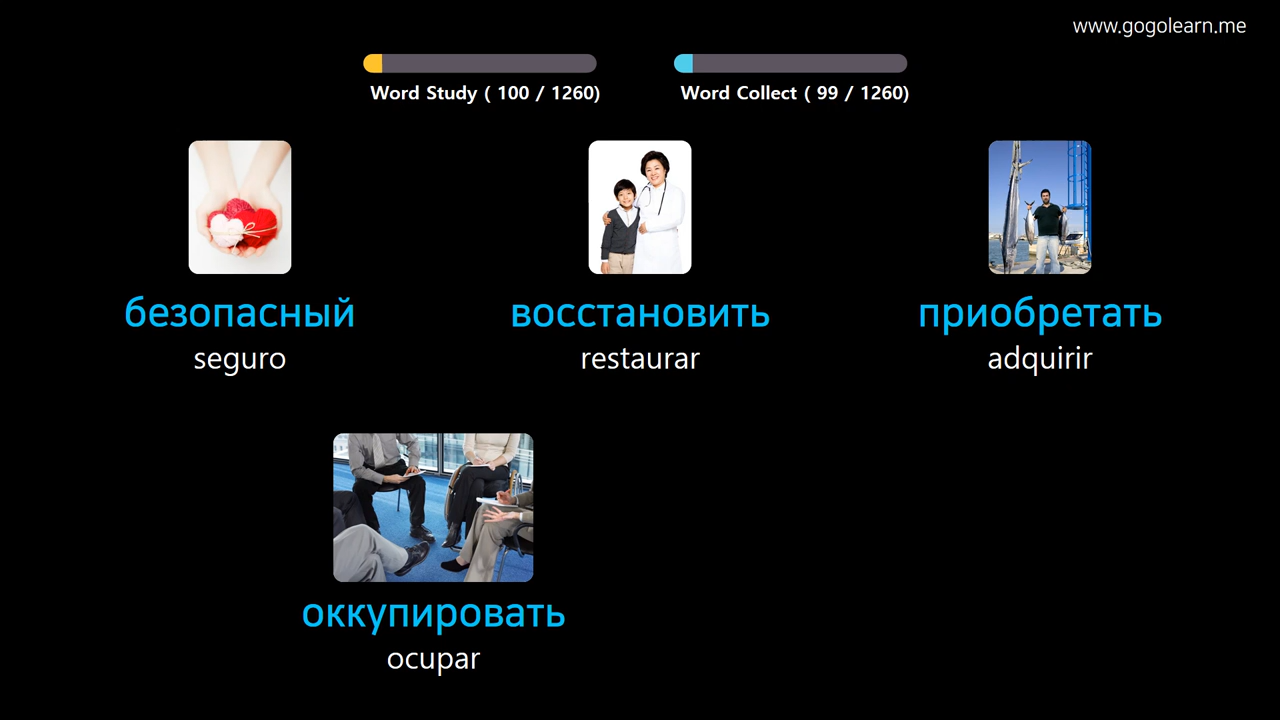 www.gogolearn.me
Word Study ( 100 / 1260)
Word Collect ( 99 / 1260)
безопасный
seguro
восстановить
restaurar
приобретать
adquirir
оккупировать
ocupar